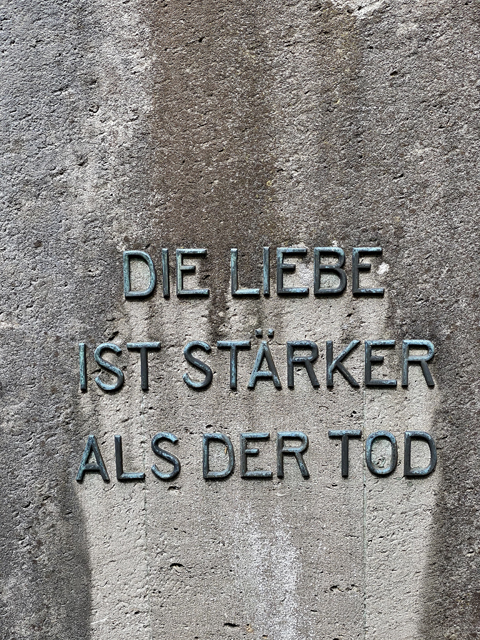 DIE LIEBE
IST STÄRKER
ALS DER TOD